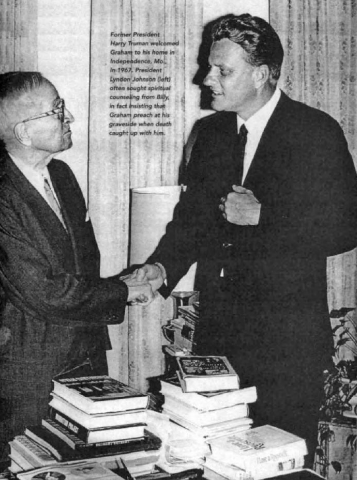 Former President
Harry Truman welcomed
Graham to his home in
Independence, Mo.,
in 1967. President
Lyndon Johnson (left)
often sought spiritual
counseling from Billy,
in fact insisting that
Graham preach at his
graveside when death
caught up with him.